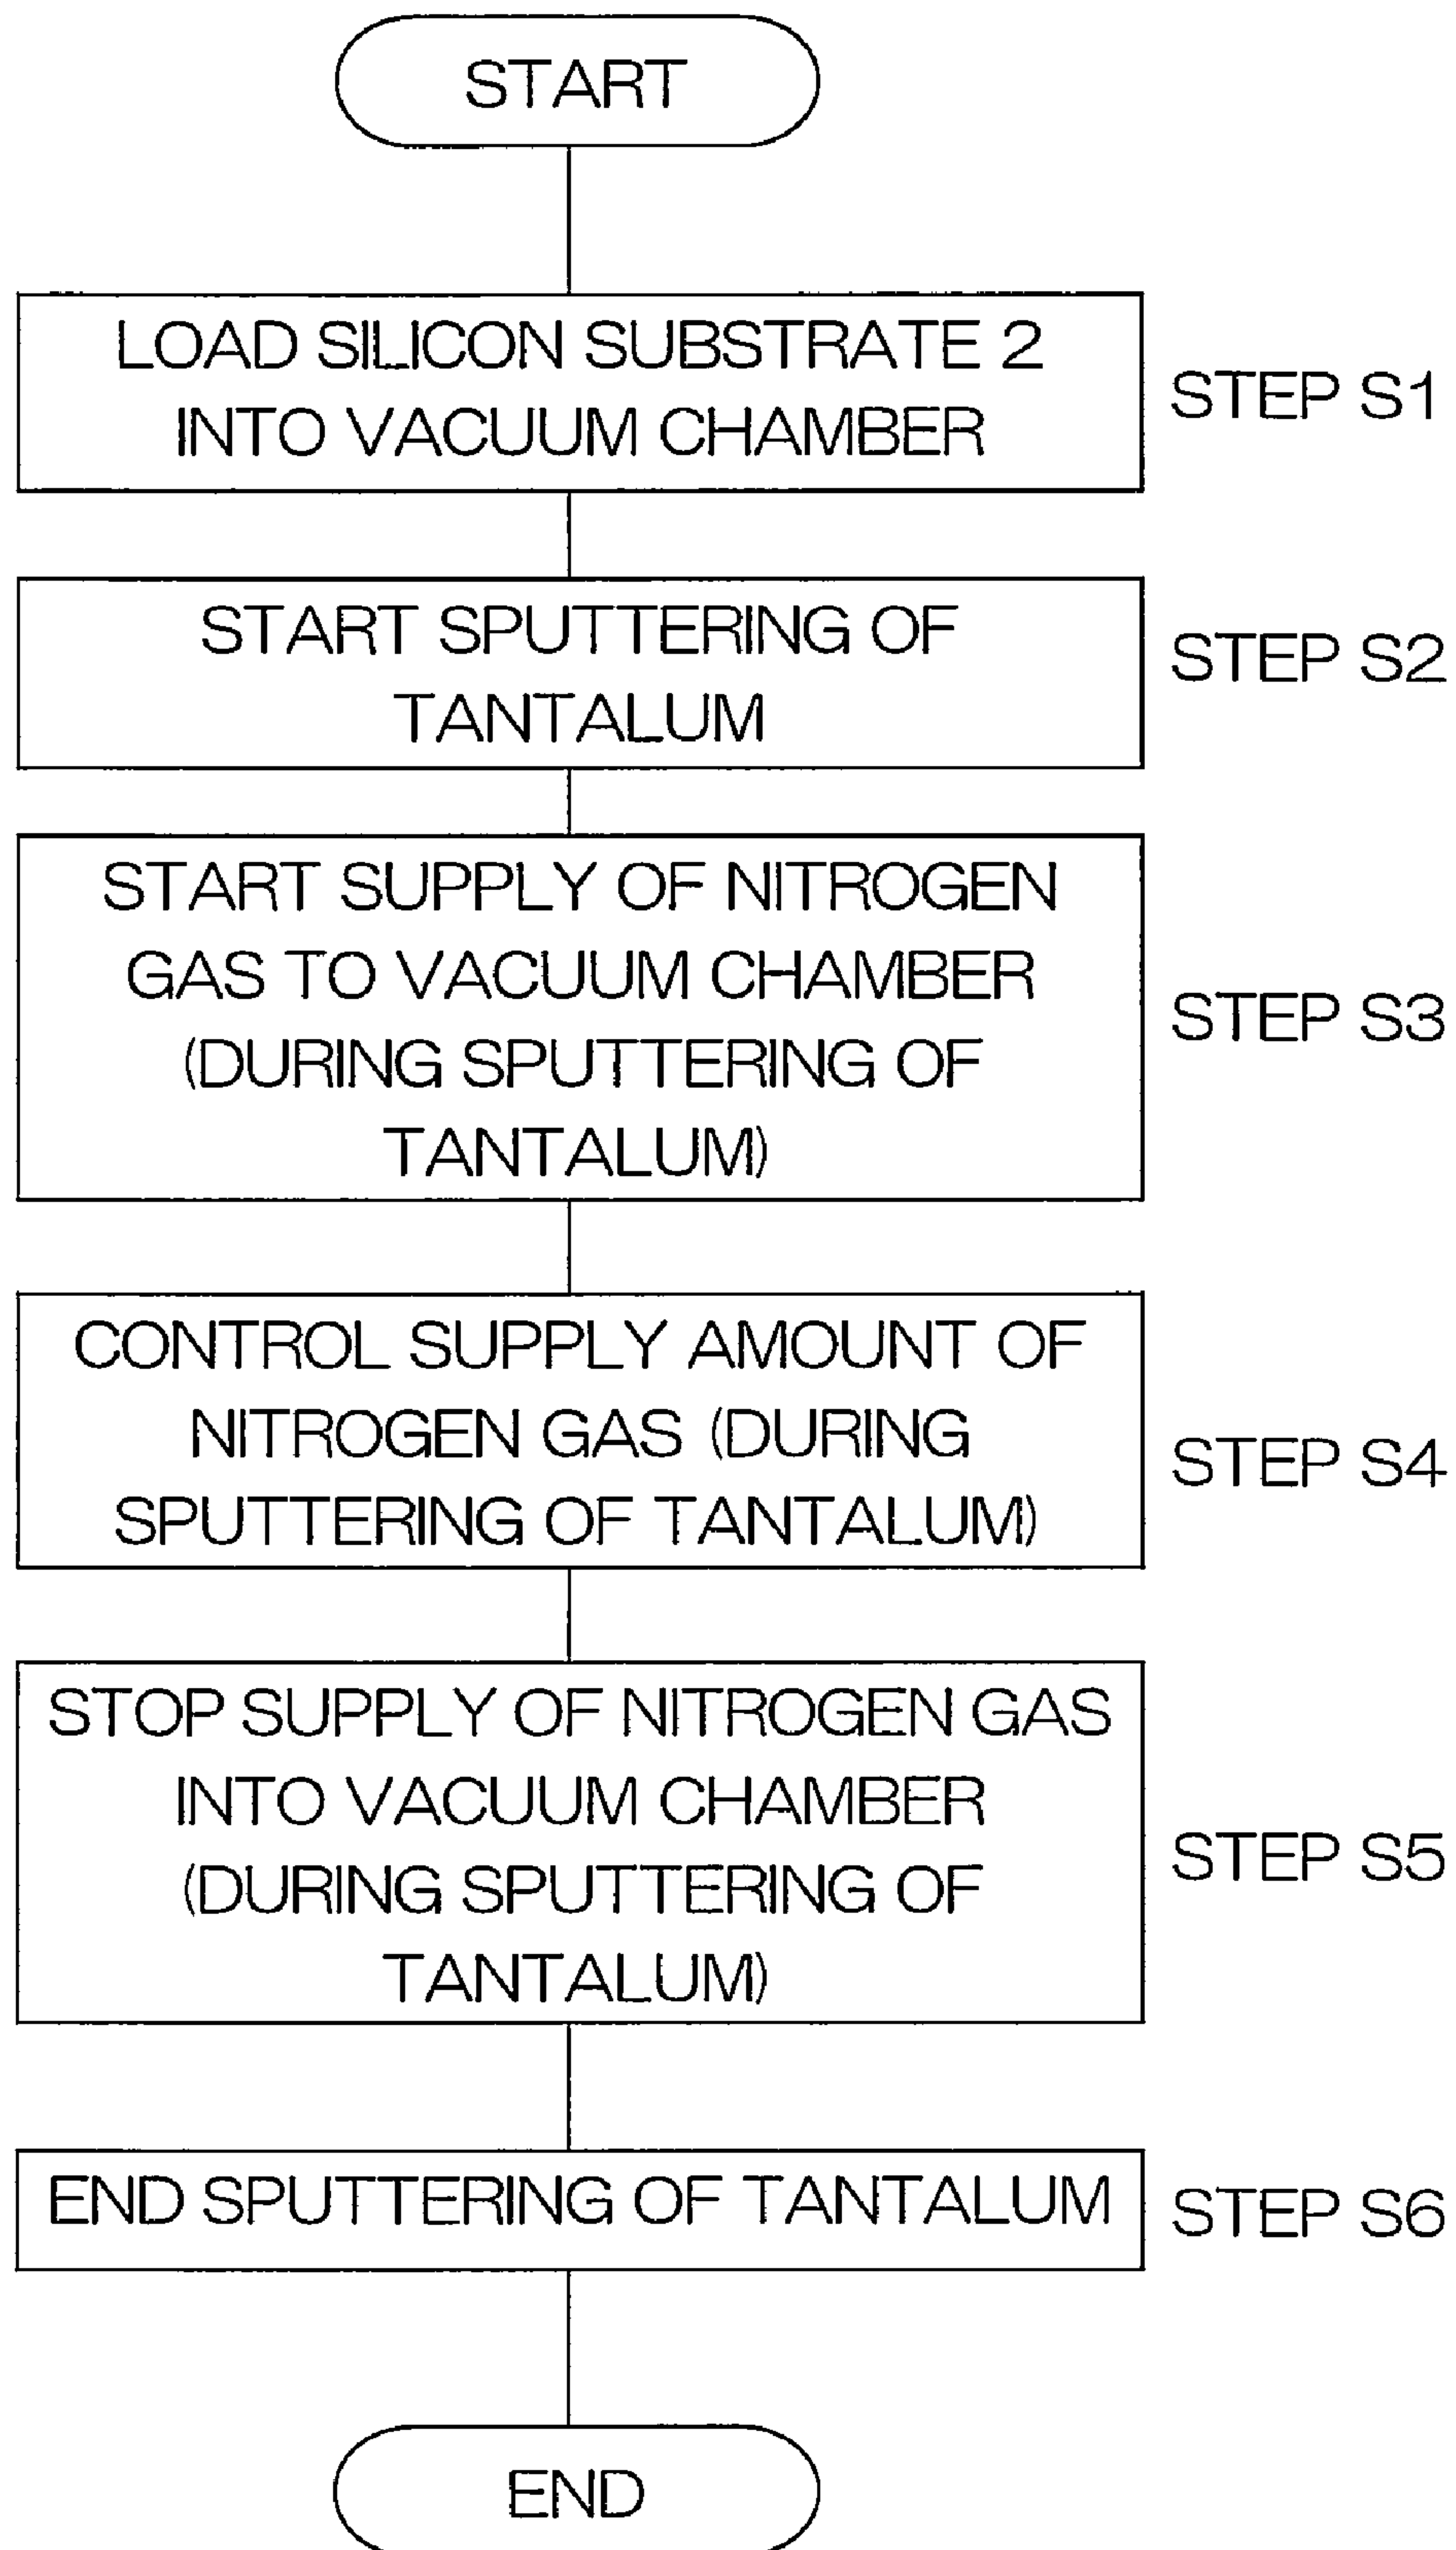 START
LOAD SILICON SUBSTRATE 2
INTO VACUUM CHAMBER
STEP S1
START SPUTTERING OF
TANTALUM
STEP S2
START SUPPLY OF NITROGEN
GAS TO VACUUM CHAMBER
(DURING SPUTTERING OF
TANTALUM)
STEP S3
CONTROL SUPPLY AMOUNT OF
NITROGEN GAS (DURING
SPUTTERING OF TANTALUM)
STEP S4
STOP SUPPLY OF NITROGEN GAS
INTO VACUUM CHAMBER
(DURING SPUTTERING OF
TANTALUM)
STEP S5
END SPUTTERING OF TANTALUM
STEP S6
END